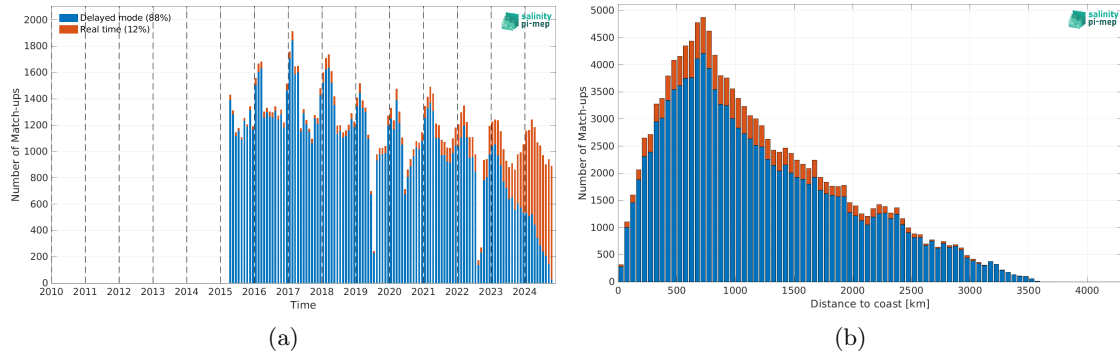 Delayed mode (88%)
Real time (12%)
salinity
pi-mep
Number of Match-ups
2000
1800
1600
1400
1200
1000
800
600
400
200
0
2010 2011 2012 2013 2014 2015 2016 2017 2018 2019 2020 2021 2022 2023 2024
Time
(a)
salinity
pi-mep
Number of Match-ups
5000
4500
4000
3500
3000
2500
2000
1500
1000
500
0
0 500 1000 1500 2000 2500 3000 3500 4000
Distance to coast [km]
(b)